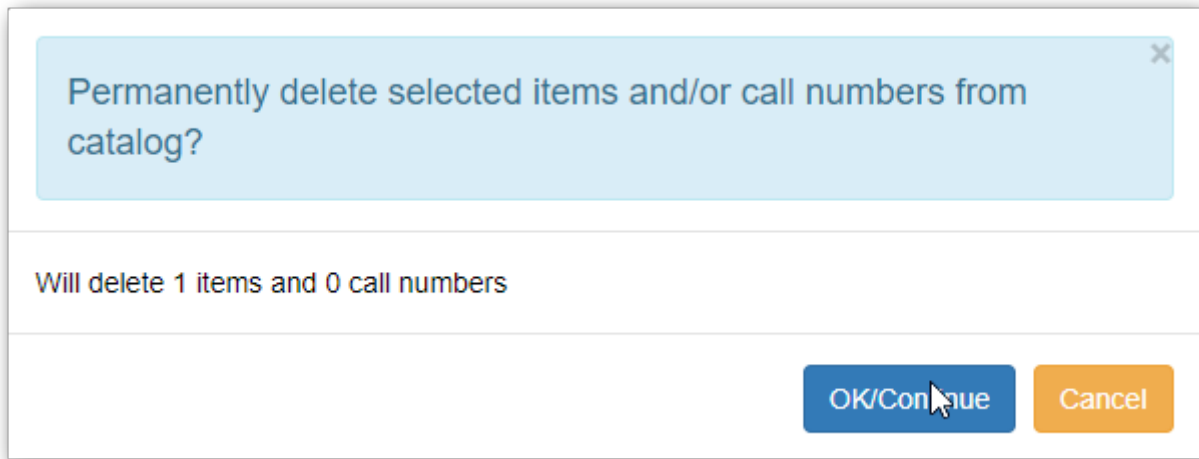 Permanently delete selected items and/or call numbers from
catalog?
×
Will delete 1 items and 0 call numbers
OK/Continue
Cancel